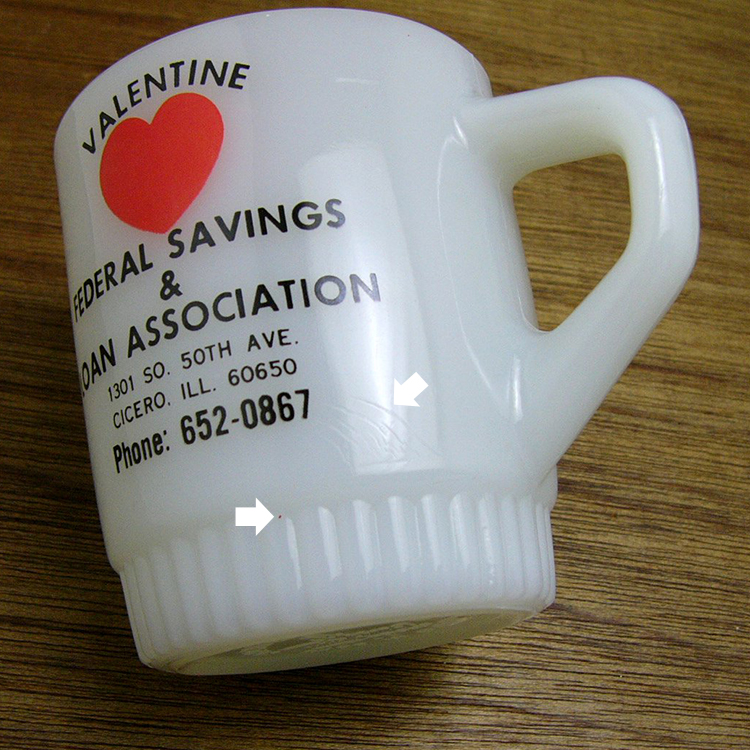 VALENTINE
FEDERAL SAVINGS
&
LOAN ASSOCIATION
1301 SO. 50TH AVE.
CICERO, ILL. 60650
Phone: 652-0867